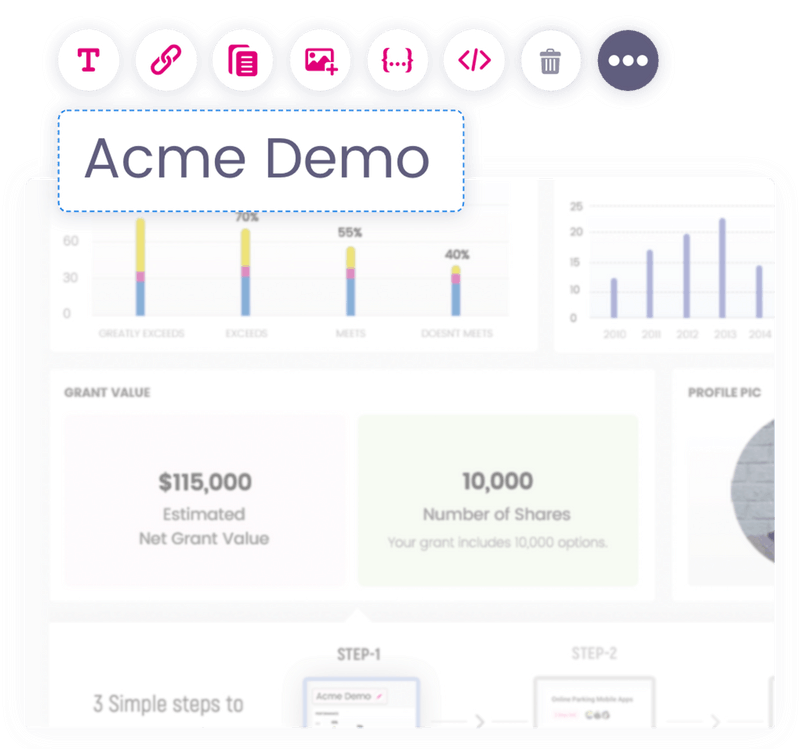 T
{...}
</>
Acme Demo
70%
55%
40%
60
30
0
GREATLY EXCEEDS
EXCEEDS
MEETS
DOESNT MEETS
25
20
15
10
0
2010
2011
2012
2013
2014
GRANT VALUE
$115,000
Estimated
Net Grant Value
10,000
Number of Shares
Your grant includes 10,000 options.
PROFILE PIC
3 Simple steps to
STEP-1
Acme Demo
STEP-2
Online Parking Mobile Apps